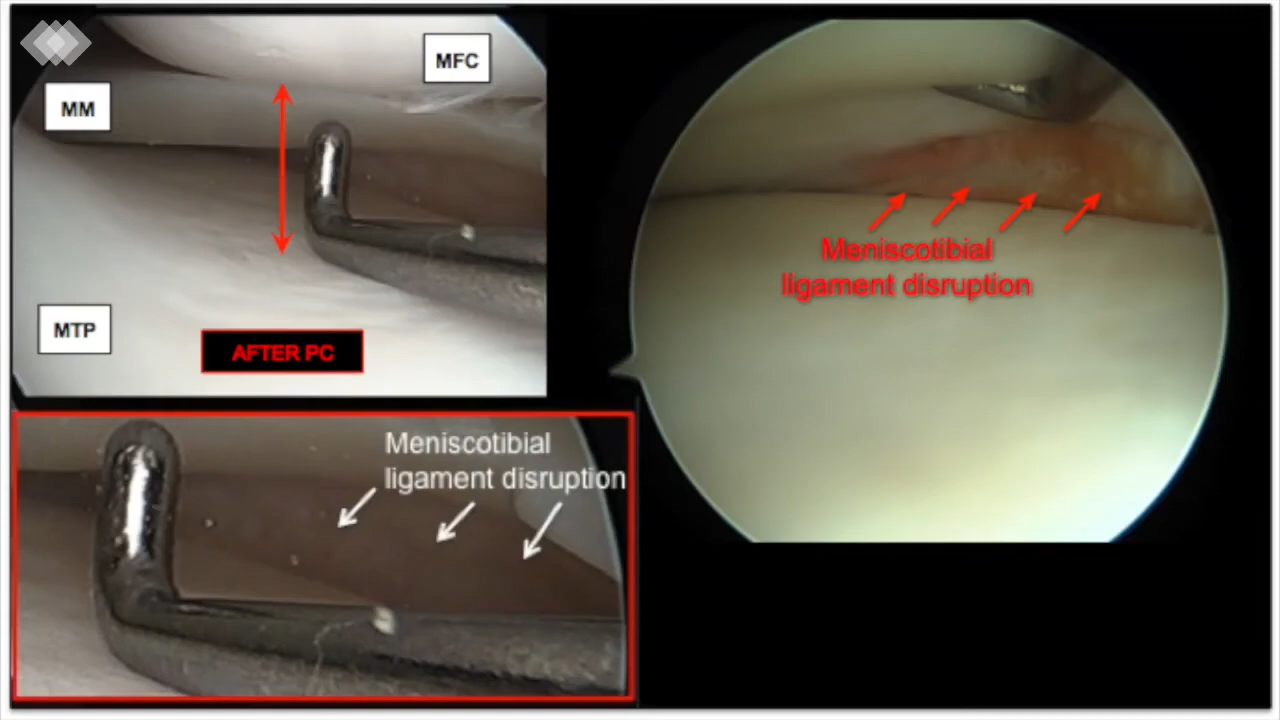 MFC
MM
MTP
AFTER PC
Meniscotibial
ligament disruption
Meniscotibial
ligament disruption